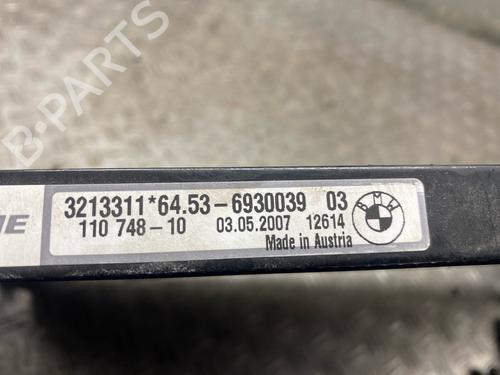 3213311*64.53-6930039 03
110 748-10 03.05.2007 12614
Made in Austria
BMW
B-PARTS